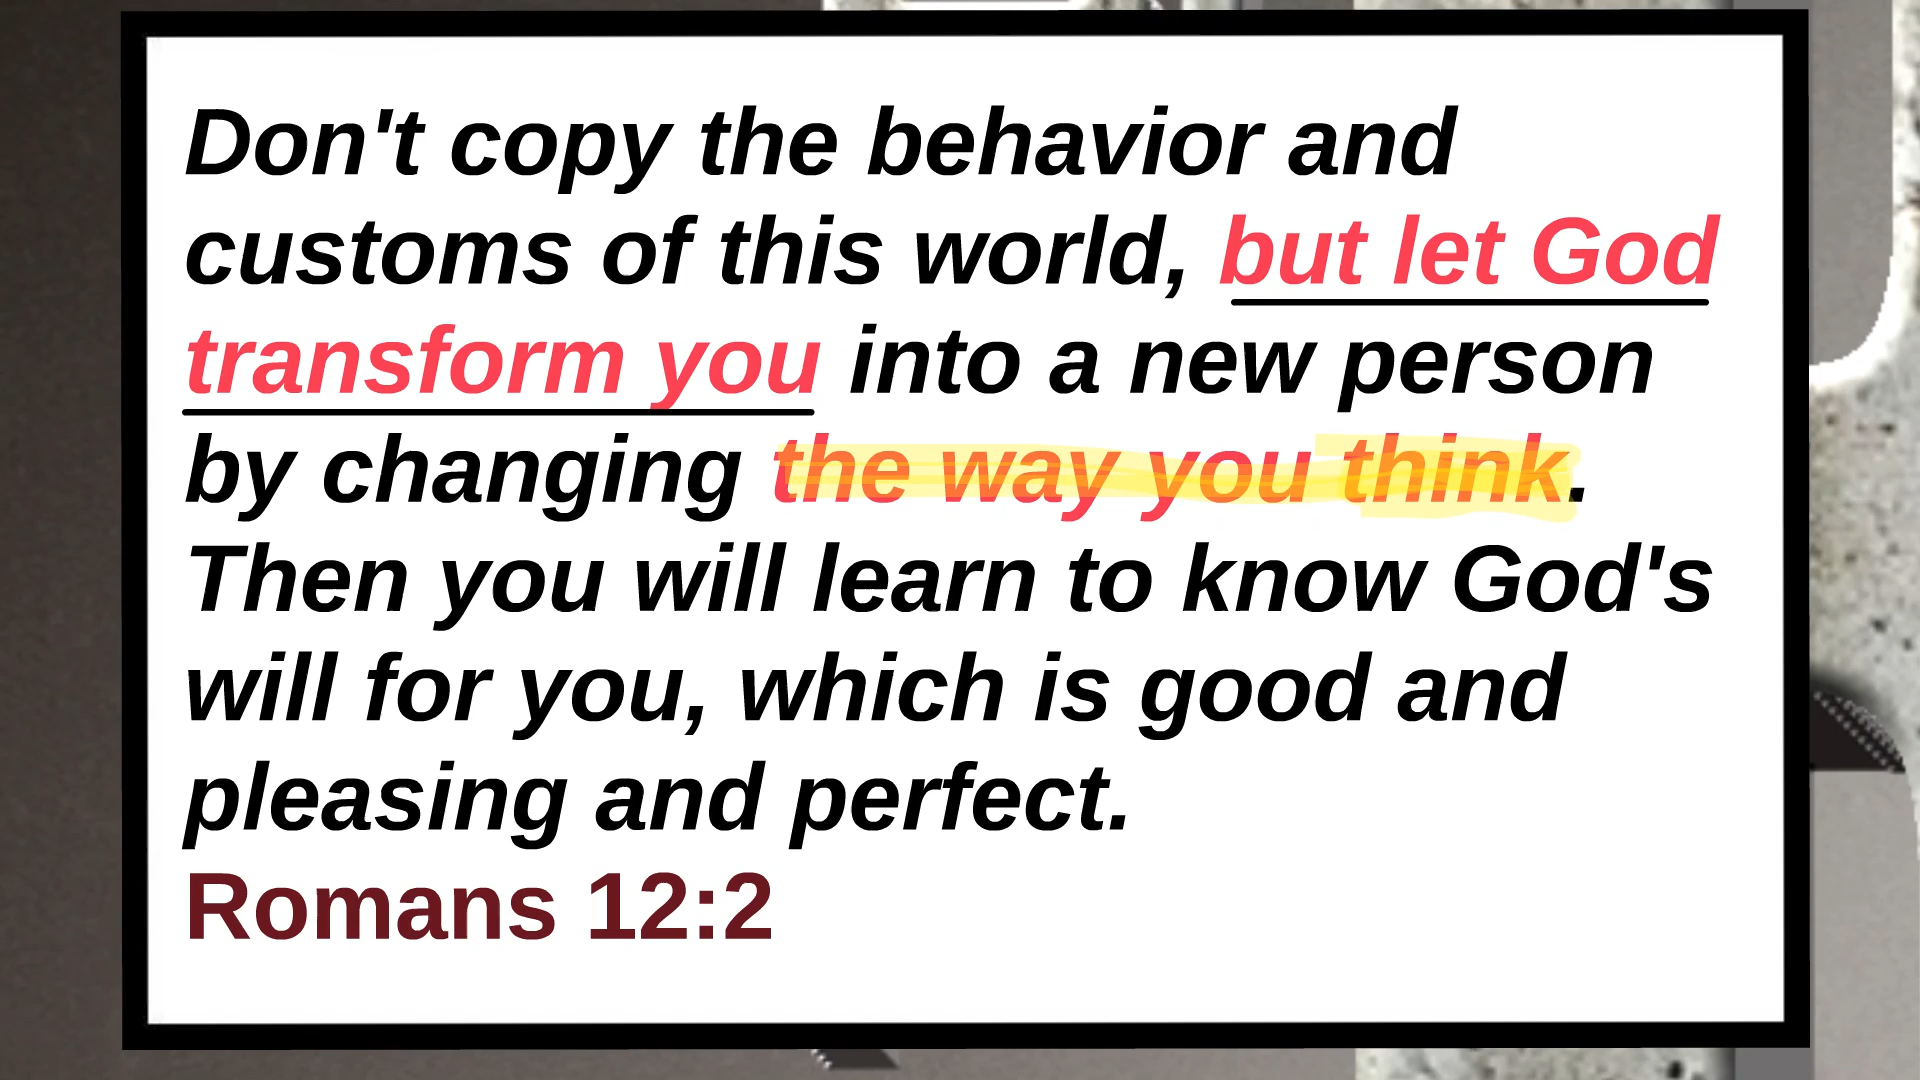 Don't copy the behavior and
customs of this world, but let God
transform you into a new person
by changing the way you think.
Then you will learn to know God's
will for you, which is good and
pleasing and perfect.
Romans 12:2